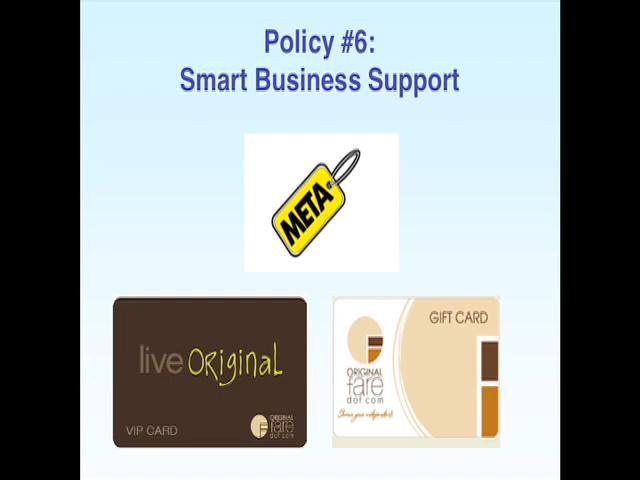 Policy #6:
Smart Business Support
META
live Original
VIP CARD
ORIGINAL
fare
dot com
GIFT CARD
ORIGINAL
fare
dot com